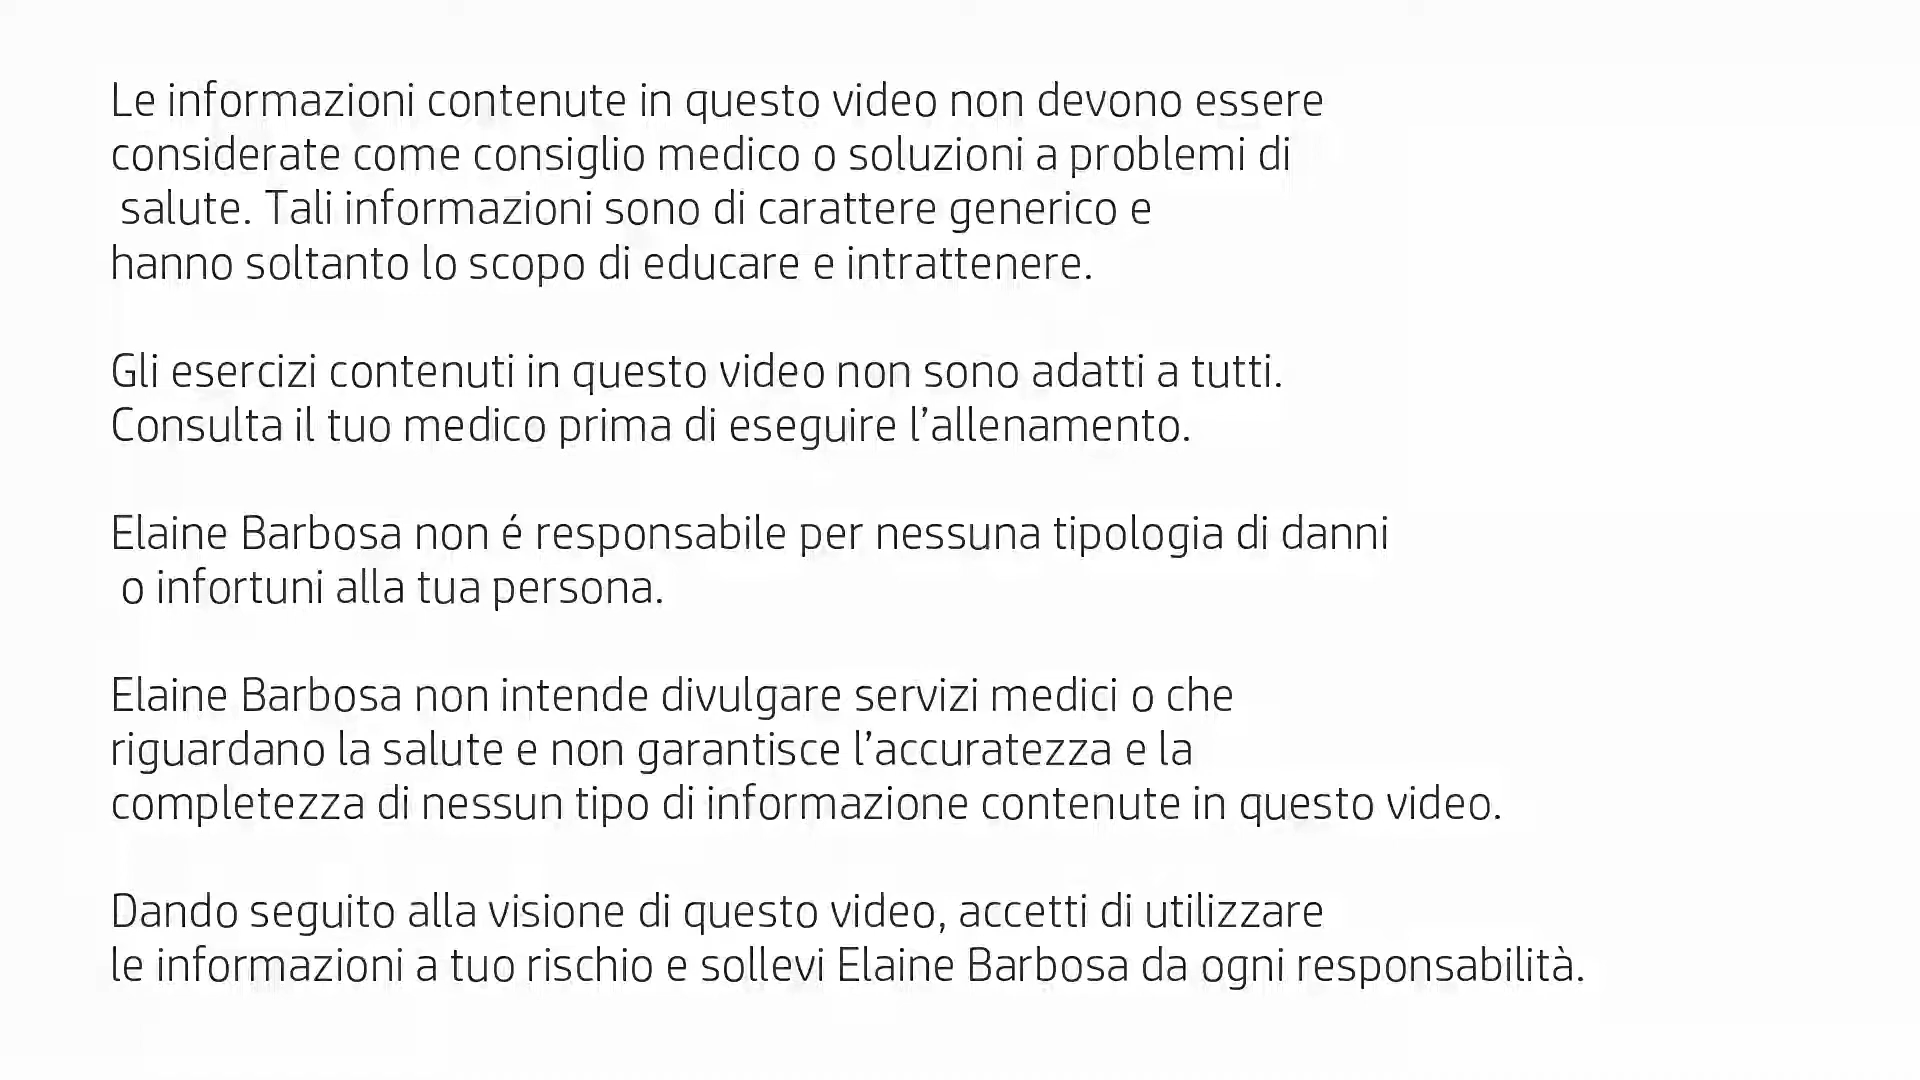 Le informazioni contenute in questo video non devono essere
considerate come consiglio medico o soluzioni a problemi di
salute. Tali informazioni sono di carattere generico e
hanno soltanto lo scopo di educare e intrattenere.
Gli esercizi contenuti in questo video non sono adatti a tutti.
Consulta il tuo medico prima di eseguire l’allenamento.
Elaine Barbosa non é responsabile per nessuna tipologia di danni
o infortuni alla tua persona.
Elaine Barbosa non intende divulgare servizi medici o che
riguardano la salute e non garantisce l’accuratezza e la
completezza di nessun tipo di informazione contenute in questo video.
Dando seguito alla visione di questo video, accetti di utilizzare
le informazioni a tuo rischio e sollevi Elaine Barbosa da ogni responsabilità.